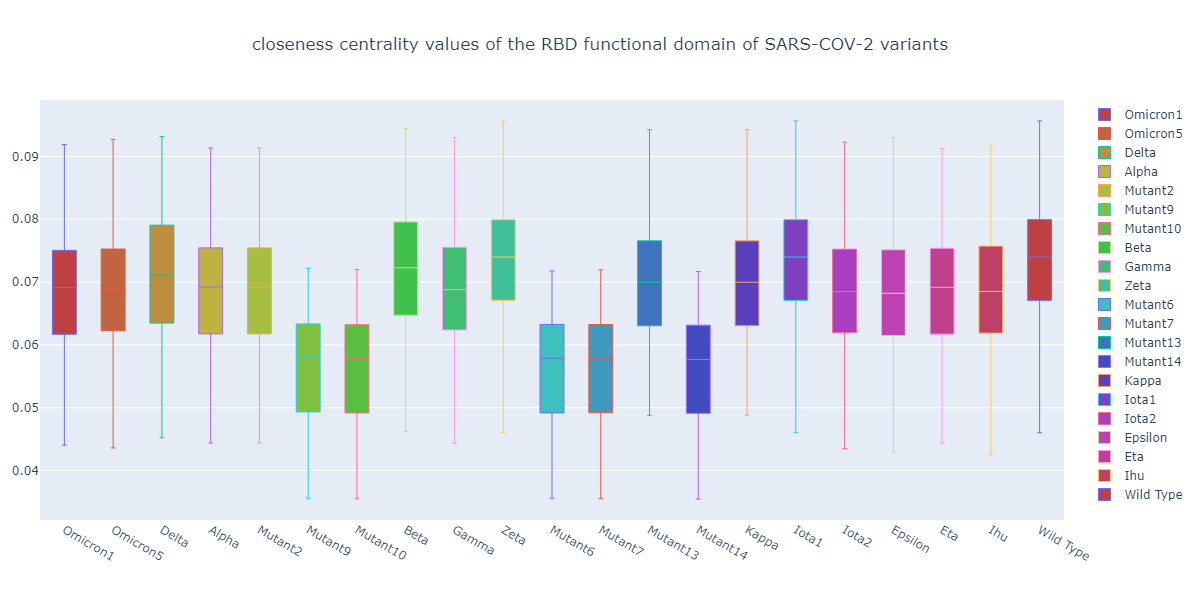 closeness centrality values of the RBD functional domain of SARS-COV-2 variants
0.09
0.08
0.07
0.06
0.05
0.04
Omicron1
Omicron5
Delta
Alpha
Mutant2
Mutant9
Mutant10
Beta
Gamma
Zeta
Mutant6
Mutant7
Mutant13
Mutant14
Kappa
Iota1
Iota2
Epsilon
Eta
Ihu
Wild Type
Omicron1
Omicron5
Delta
Alpha
Mutant2
Mutant9
Mutant10
Beta
Gamma
Zeta
Mutant6
Mutant7
Mutant13
Mutant14
Kappa
Iota1
Iota2
Epsilon
Eta
Ihu
Wild Type